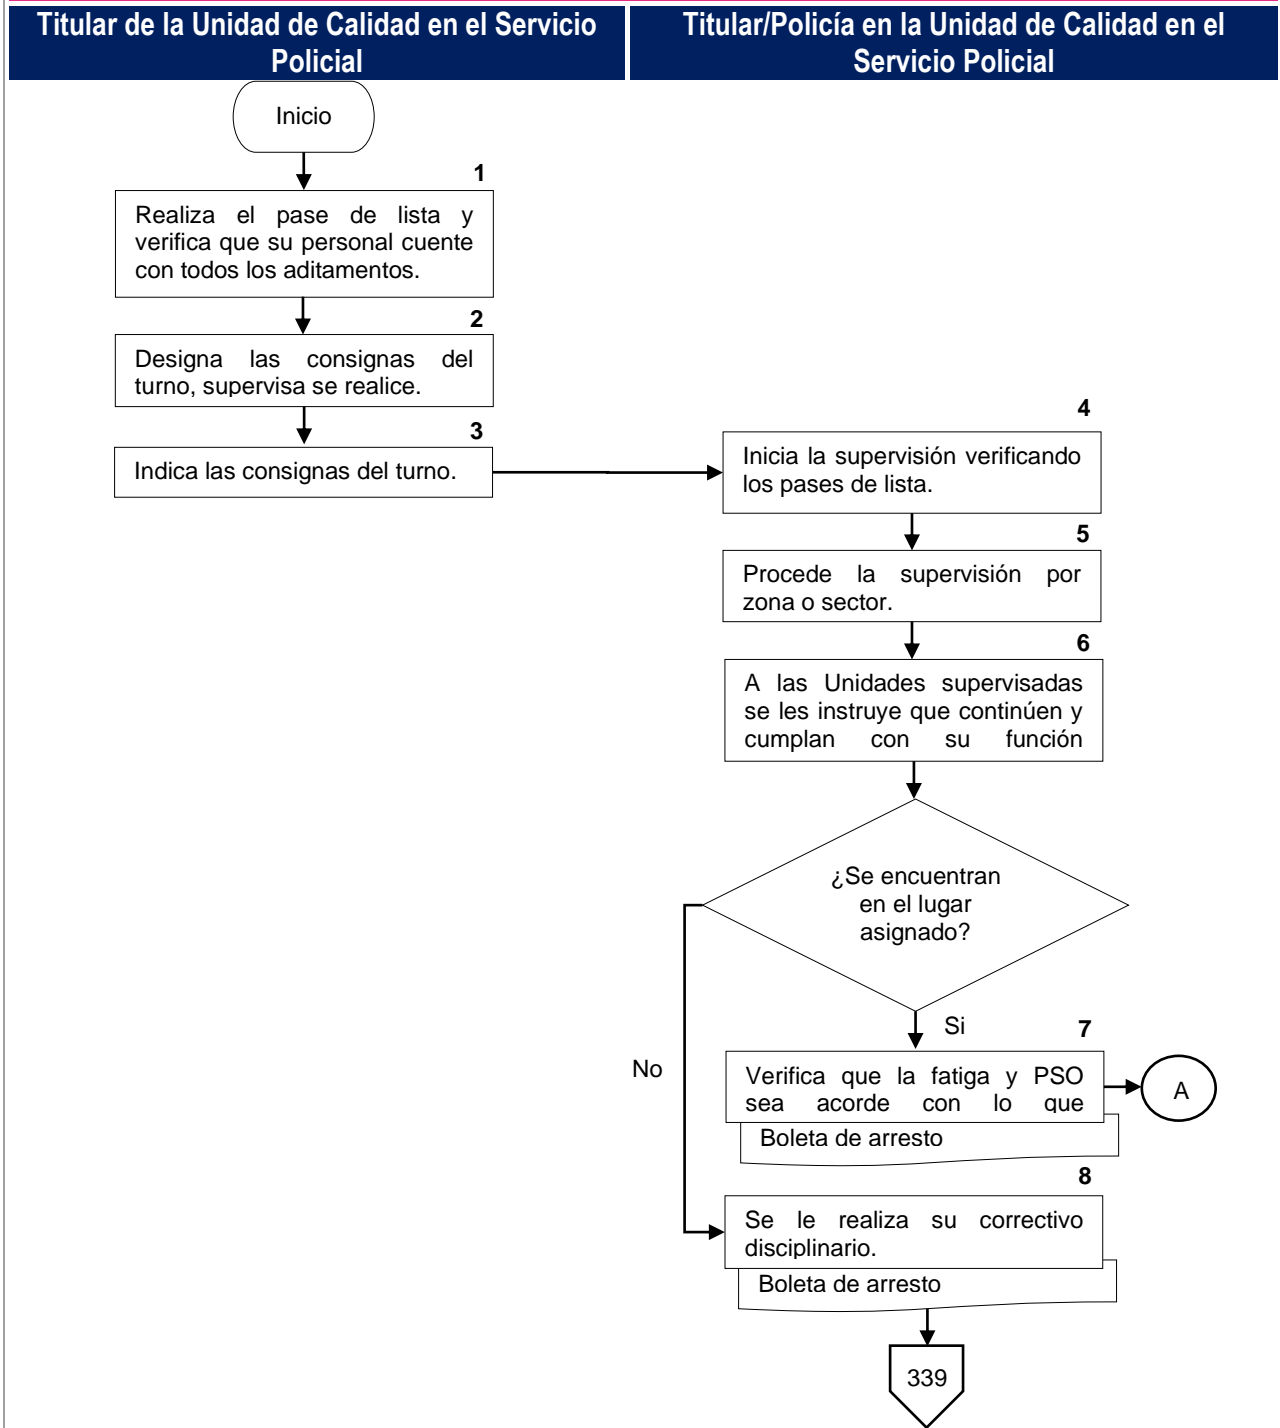 Titular de la Unidad de Calidad en el Servicio
Policial
Titular/Policía en la Unidad de Calidad en el
Servicio Policial
Inicio
1
Realiza el pase de lista y
verifica que su personal cuente
con todos los aditamentos.
2
Designa las consignas del
turno, supervisa se realice.
3
Indica las consignas del turno.
4
Inicia la supervisión verificando
los pases de lista.
5
Procede la supervisión por
zona o sector.
6
A las Unidades supervisadas
se les instruye que continúen y
cumplan con su función
¿Se encuentran
en el lugar
asignado?
Si
No
7
Verifica que la fatiga y PSO
sea acorde con lo que
Boleta de arresto
A
8
Se le realiza su correctivo
disciplinario.
Boleta de arresto
339